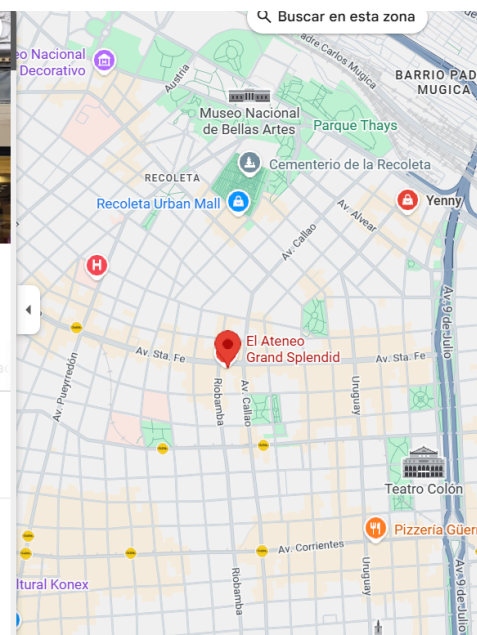 Buscar en esta zona
eo Nacional
Decorativo
Austria
adre Carlos Mugica
BARRIO PAD
MUGICA
Museo Nacional
de Bellas Artes
Parque Thays
Cementerio de la Recoleta
RECOLETA
Recoleta Urban Mall
Av. Alvear
Yenny
Av. Callao
H
Av. 9 de Julio
El Ateneo
Grand Splendid
Av. Sta. Fe
Av. Sta. Fe
Av. Pueyrredón
Riobamba
Av. Callao
Uruguay
Teatro Colón
Pizzería Güer
Av. Corrientes
ltural Konex
Riobamba
Uruguay
Av. 9 de Julio